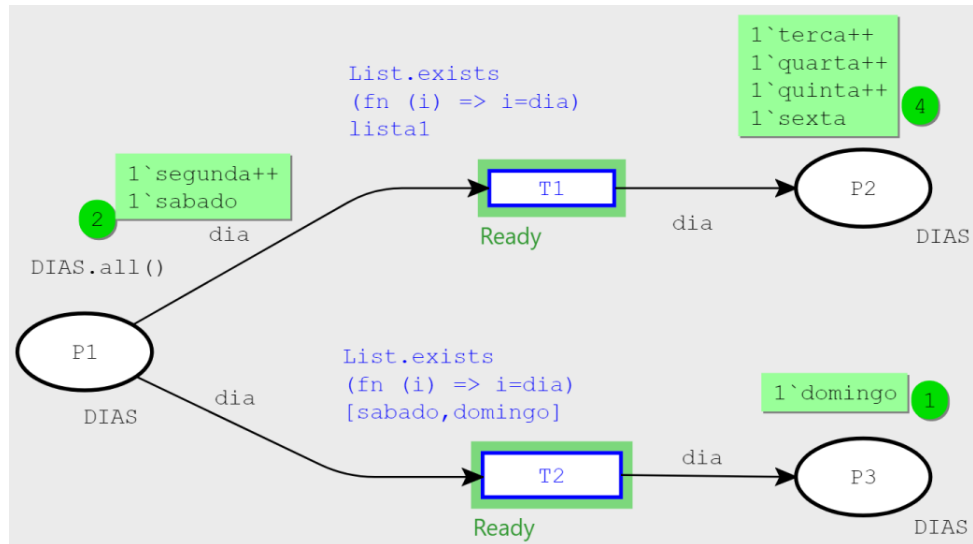 1`terca++
1`quarta++
1`quinta++
1`sexta
4
List.exists
(fn (i) => i=dia)
lista1
1`segunda++
1`sabado
2
dia
T1
P2
dia
Ready
DIAS
DIAS.all()
P1
DIAS
dia
List.exists
(fn (i) => i=dia)
[sabado,domingo]
1`domingo
1
T2
dia
P3
Ready
DIAS